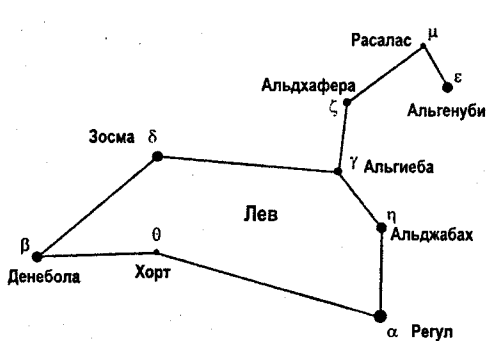 Расалас μ
ε
Альдхафера
ζ
Альгенуби
Зосма δ
γ Альгиеба
Лев
η
Альджабах
β
θ
Денебола
Хорт
α Регул